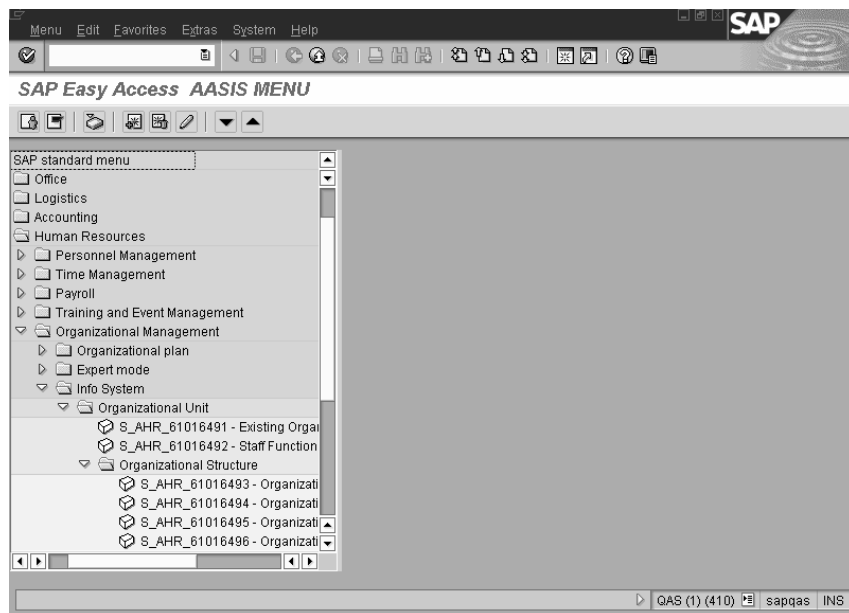 Menu Edit Favorites Extras System Help
SAP
SAP Easy Access AASIS MENU
SAP standard menu
Office
Logistics
Accounting
Human Resources
Personnel Management
Time Management
Payroll
Training and Event Management
Organizational Management
Organizational plan
Expert mode
Info System
Organizational Unit
S_AHR_61016491 - Existing Orgai
S_AHR_61016492 - Staff Function
Organizational Structure
S_AHR_61016493 - Organizati
S_AHR_61016494 - Organizati
S_AHR_61016495 - Organizati
S_AHR_61016496 - Organizati
QAS (1) (410) sapqas INS